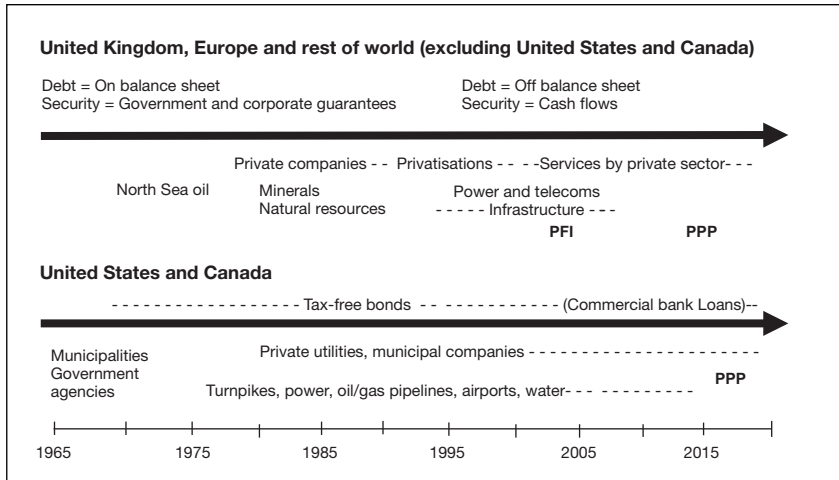 United Kingdom, Europe and rest of world (excluding United States and Canada)
Debt = On balance sheet
Security = Government and corporate guarantees
Debt = Off balance sheet
Security = Cash flows
Private companies - - Privatisations - - - -Services by private sector- - -
North Sea oil
Minerals
Natural resources
Power and telecoms
- - - - - Infrastructure - - -
PFI
PPP
United States and Canada
- - - - - - - - - - - - - - - - - Tax-free bonds - - - - - - - - - - - - (Commercial bank Loans)--
Municipalities
Government
agencies
Private utilities, municipal companies - - - - - - - - - - - - - - - - - - - - -
Turnpikes, power, oil/gas pipelines, airports, water- - - - - - - - - - - -
PPP
1965 1975 1985 1995 2005 2015